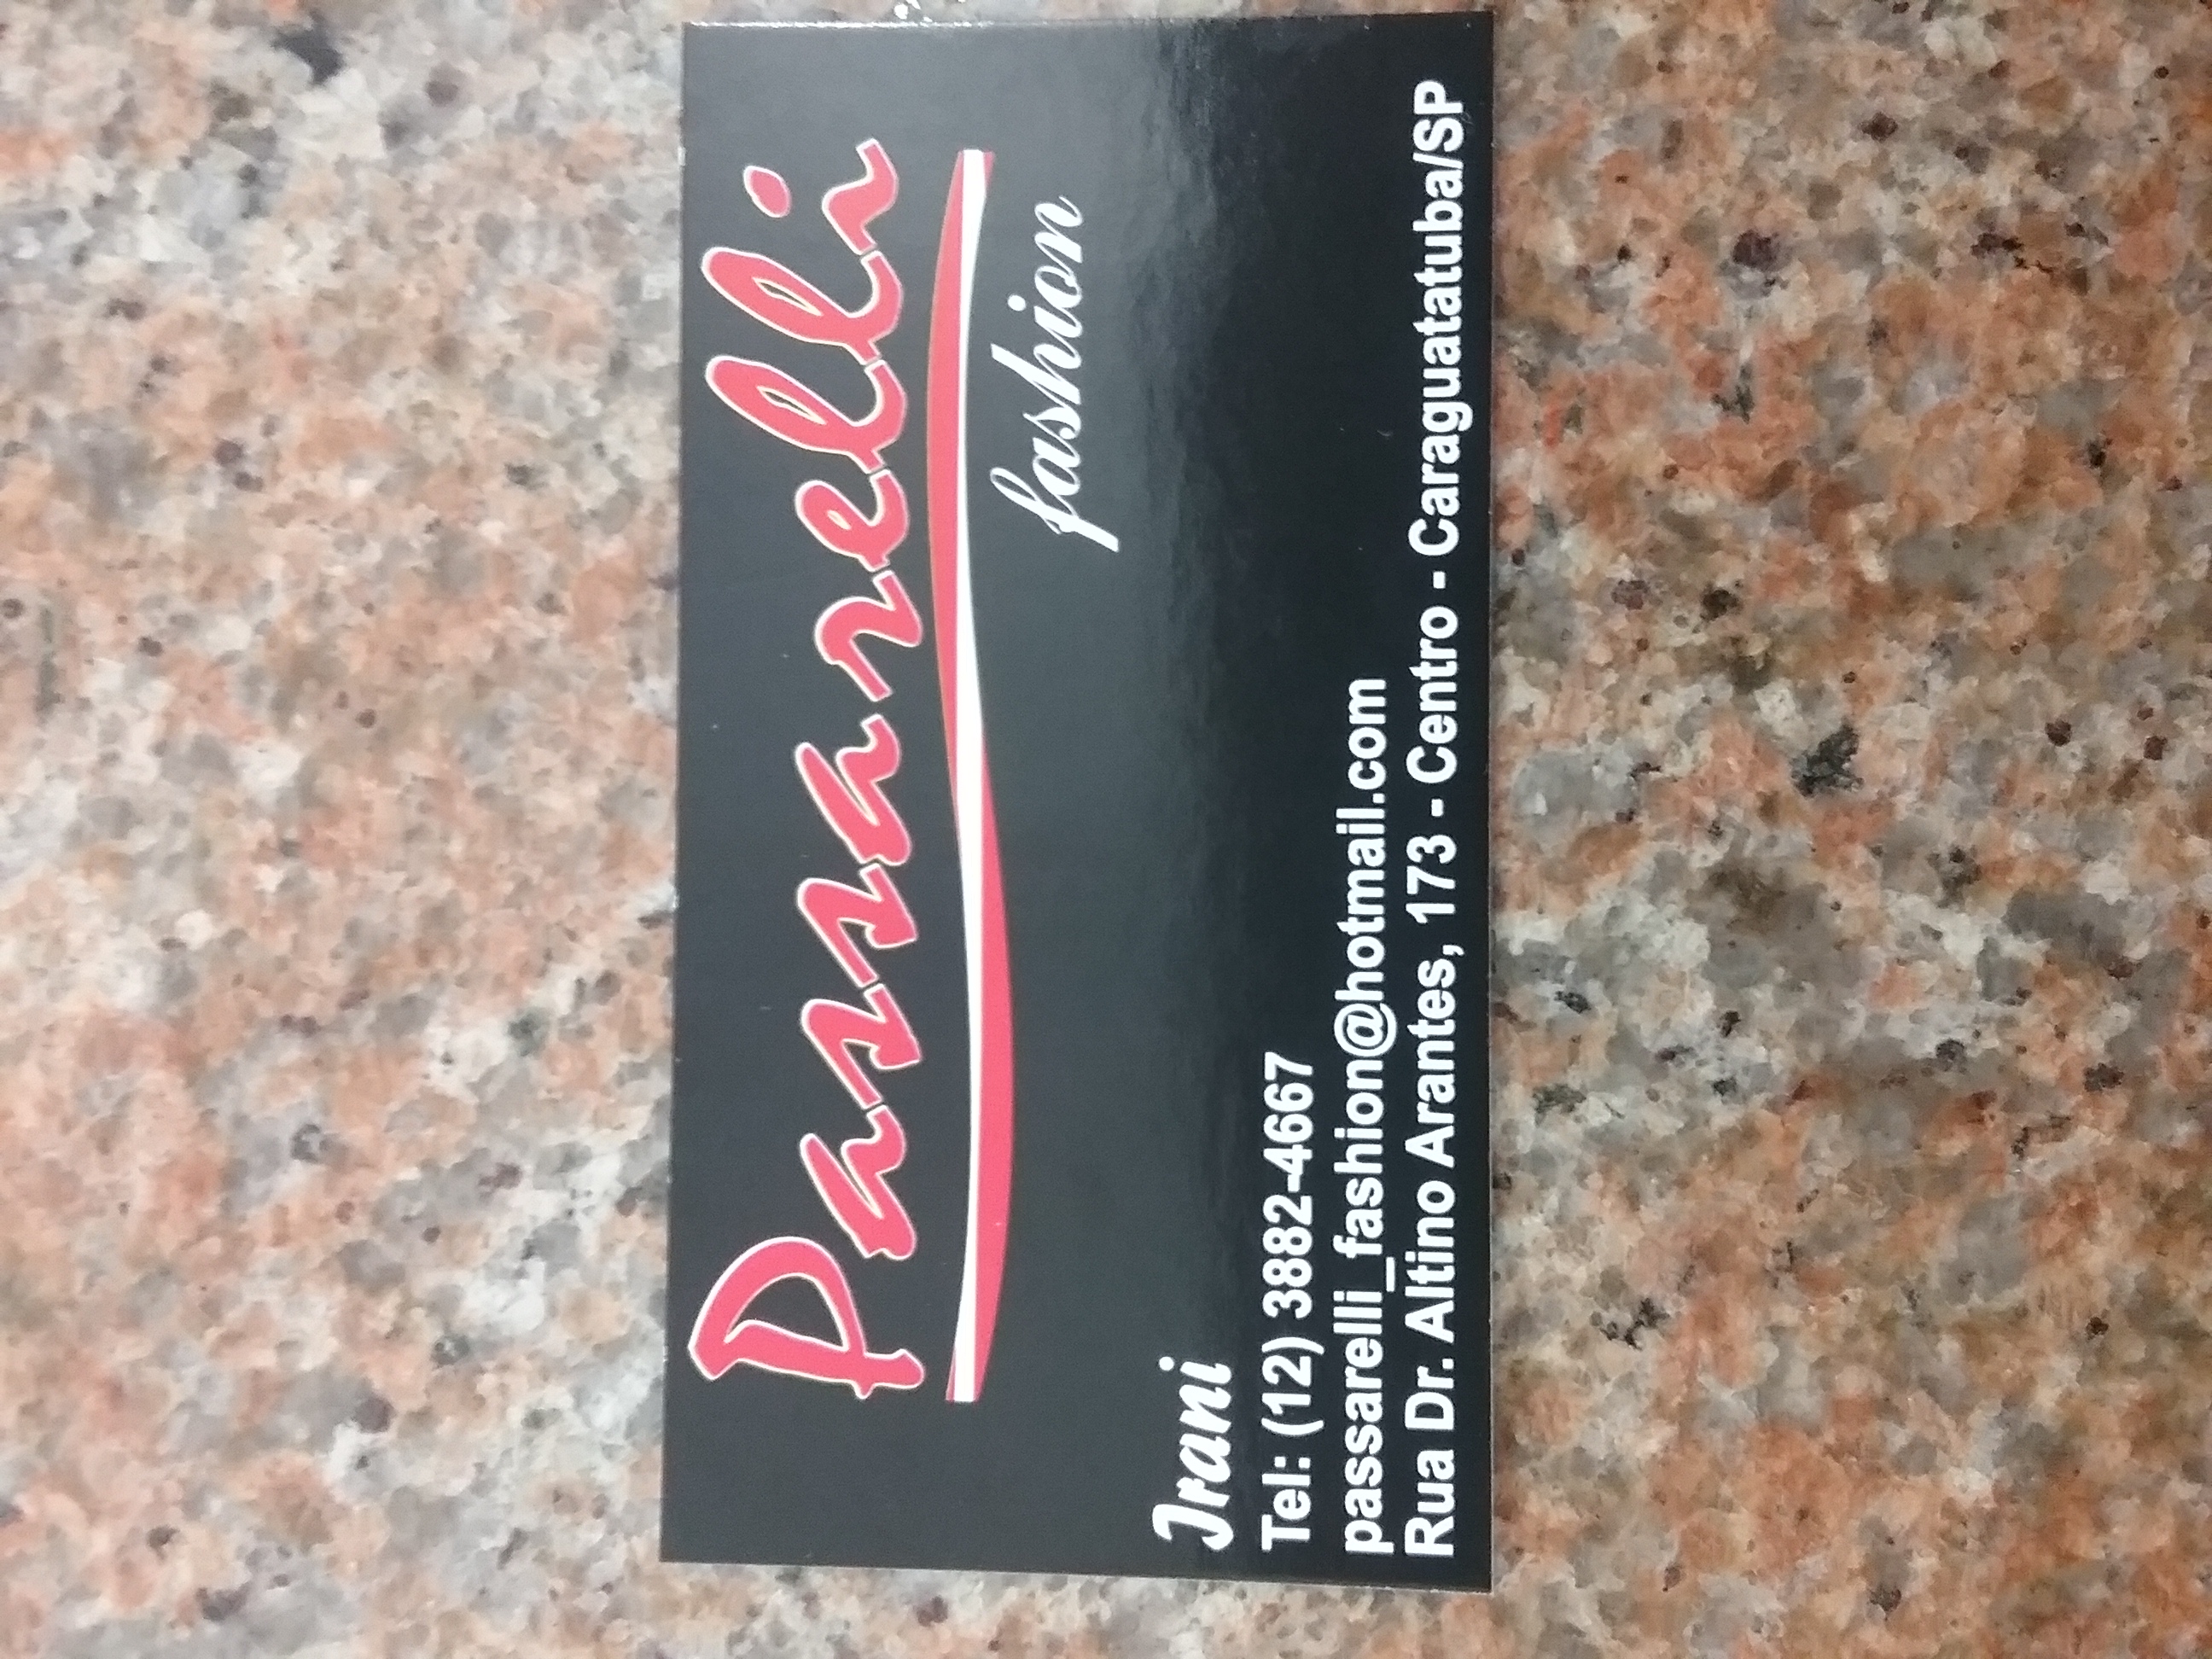 Passarelli
fashion
Irani
Tel: (12) 3882-4667
passarelli_fashion@hotmail.com
Rua Dr. Altino Arantes, 173 - Centro - Caraguatatuba/SP